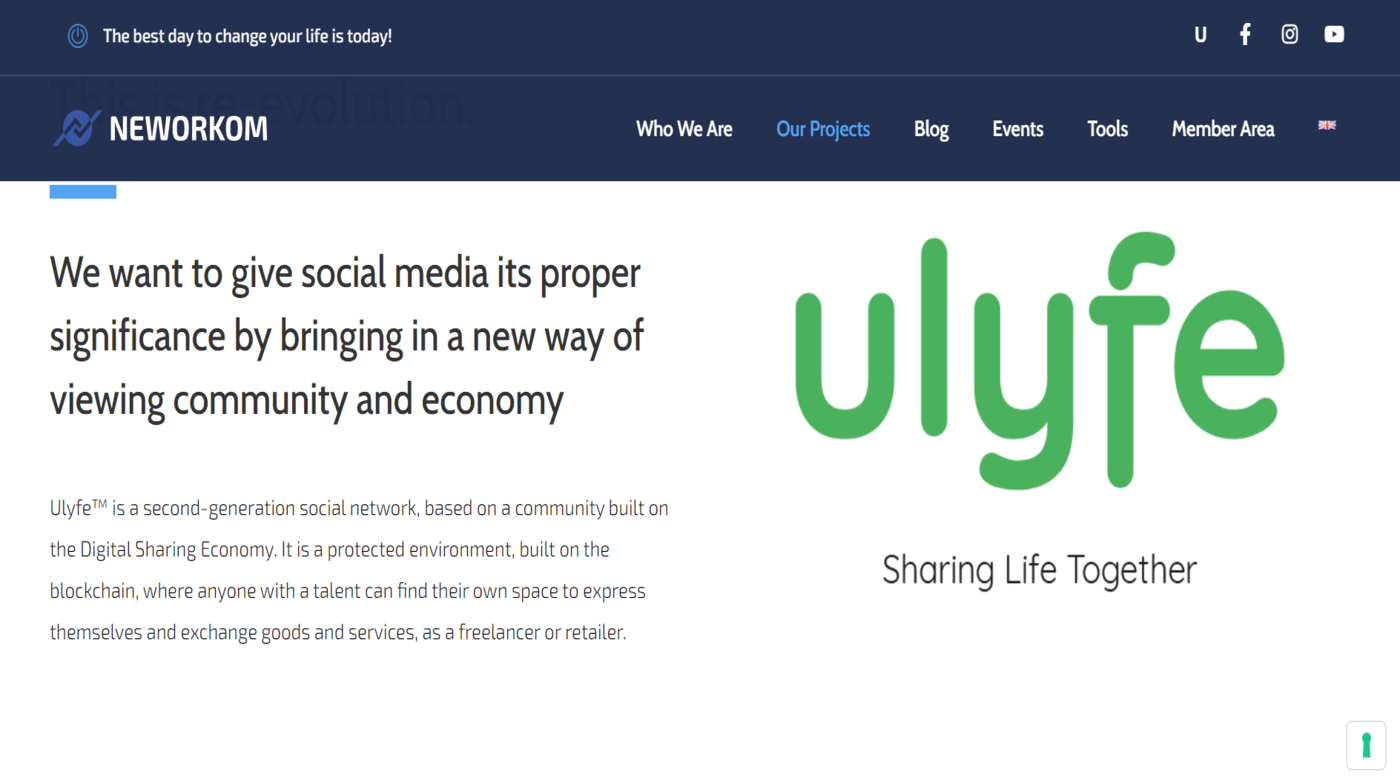 The best day to change your life is today!
U
This is re-evolution.
NEWORKOM
Who We Are Our Projects Blog Events Tools Member Area
We want to give social media its proper
significance by bringing in a new way of
viewing community and economy
ulyfe
Sharing Life Together
Ulyfe™ is a second-generation social network, based on a community built on
the Digital Sharing Economy. It is a protected environment, built on the
blockchain, where anyone with a talent can find their own space to express
themselves and exchange goods and services, as a freelancer or retailer.